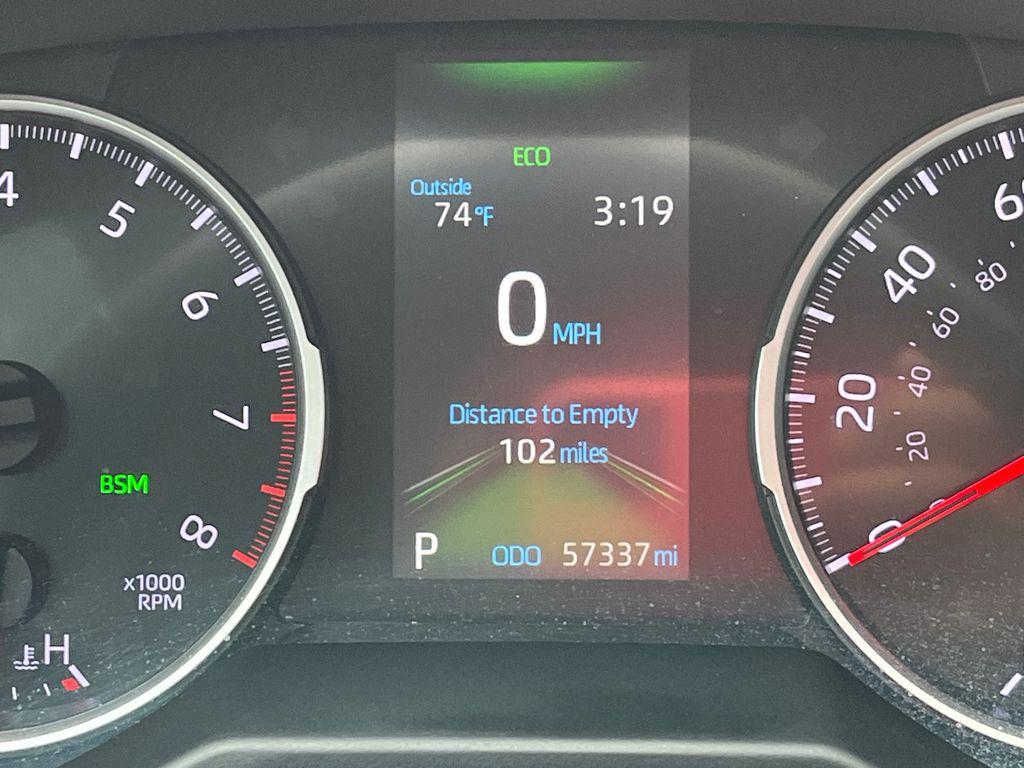 4
5
6
7
8
BSM
x1000
RPM
H
ECO
Outside
74°F
3:19
0 MPH
Distance to Empty
102 miles
P
ODO 57337 mi
40
20
0
80
60
40
20